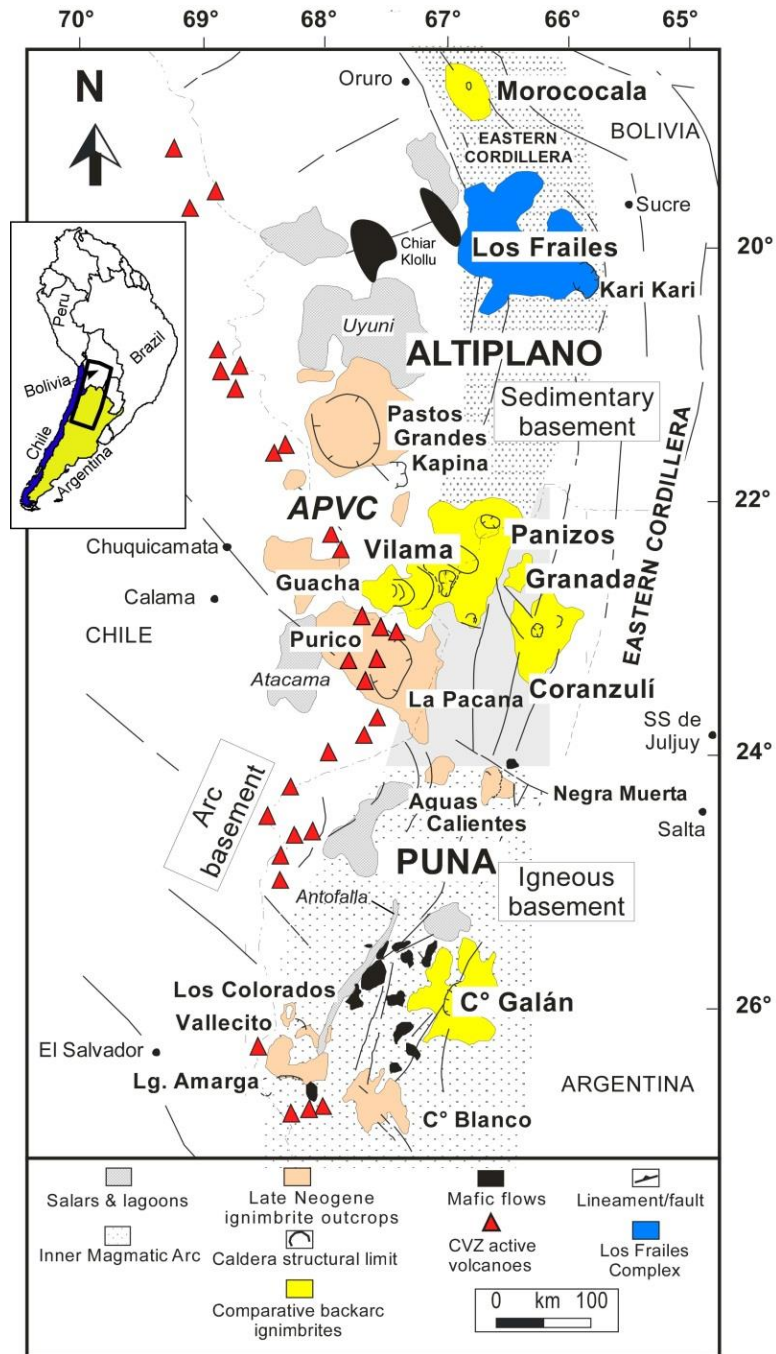 70° 69° 68° 67° 66° 65°
N
Oruro
Morococala
BOLIVIA
EASTERN
CORDILLERA
Sucre
Chiar
Klollu
Los Frailes
20°
Kari Kari
Uyuni
ALTIPLANO
Peru
Brazil
Bolivia
Chile
Argentina
Sedimentary
basement
Pastos
Grandes
Kapina
EASTERN CORDILLERA
22°
APVC
Panizos
Chuquicamata
Vilama
Guacha
Granada
Calama
CHILE
Purico
Atacama
Coranzulí
La Pacana
SS de
Juljuy
24°
Arc
basement
Negra Muerta
Aguas
Calientes
Salta
PUNA
Igneous
basement
Antofalla
Los Colorados
C° Galán
26°
Vallecito
El Salvador
Lg. Amarga
ARGENTINA
C° Blanco
Salars & lagoons
Late Neogene
ignimbrite outcrops
Mafic flows
Lineament/fault
Inner Magmatic Arc
Caldera structural limit
CVZ active
volcanoes
Los Frailes
Complex
Comparative backarc
ignimbrites
0 km 100